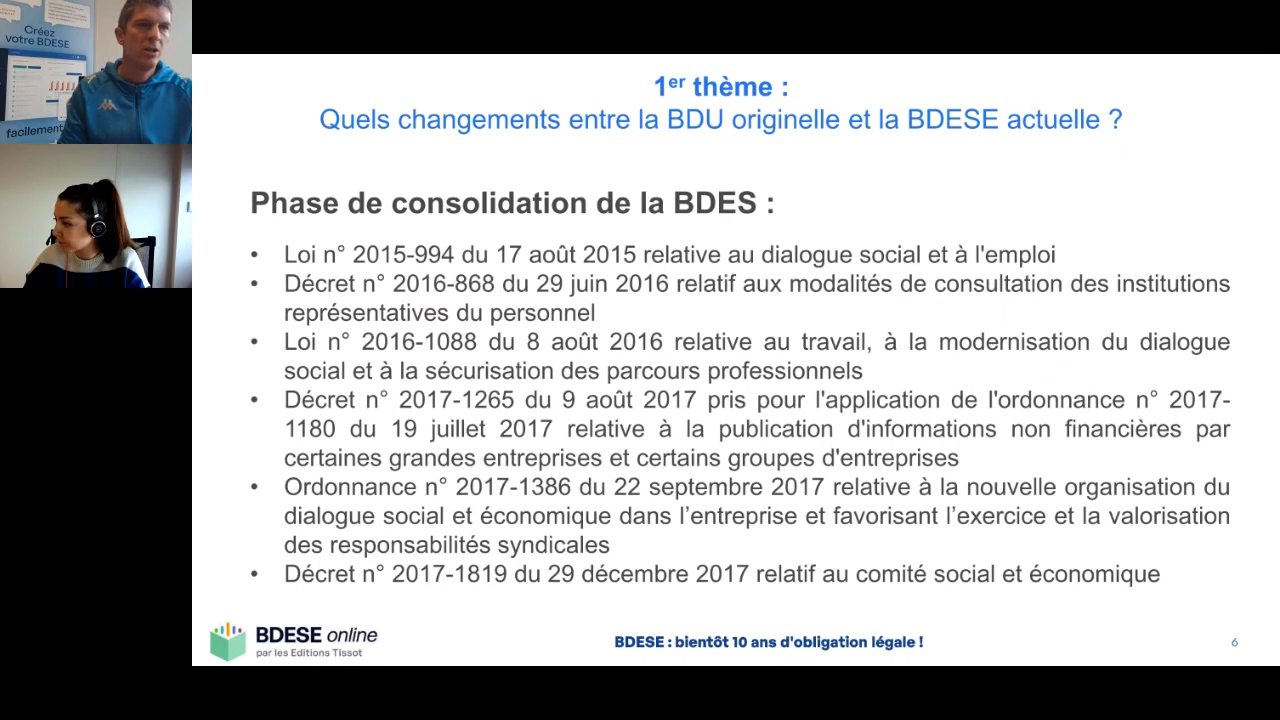 Créez
votre BDESE
facilement
1er thème :
Quels changements entre la BDU originelle et la BDESE actuelle ?
Phase de consolidation de la BDES :
• Loi n° 2015-994 du 17 août 2015 relative au dialogue social et à l'emploi
• Décret n° 2016-868 du 29 juin 2016 relatif aux modalités de consultation des institutions
représentatives du personnel
• Loi n° 2016-1088 du 8 août 2016 relative au travail, à la modernisation du dialogue
social et à la sécurisation des parcours professionnels
• Décret n° 2017-1265 du 9 août 2017 pris pour l'application de l'ordonnance n° 2017-
1180 du 19 juillet 2017 relative à la publication d'informations non financières par
certaines grandes entreprises et certains groupes d'entreprises
• Ordonnance n° 2017-1386 du 22 septembre 2017 relative à la nouvelle organisation du
dialogue social et économique dans l’entreprise et favorisant l’exercice et la valorisation
des responsabilités syndicales
• Décret n° 2017-1819 du 29 décembre 2017 relatif au comité social et économique
BDESE online
par les Editions Tissot
BDESE : bientôt 10 ans d'obligation légale !
6